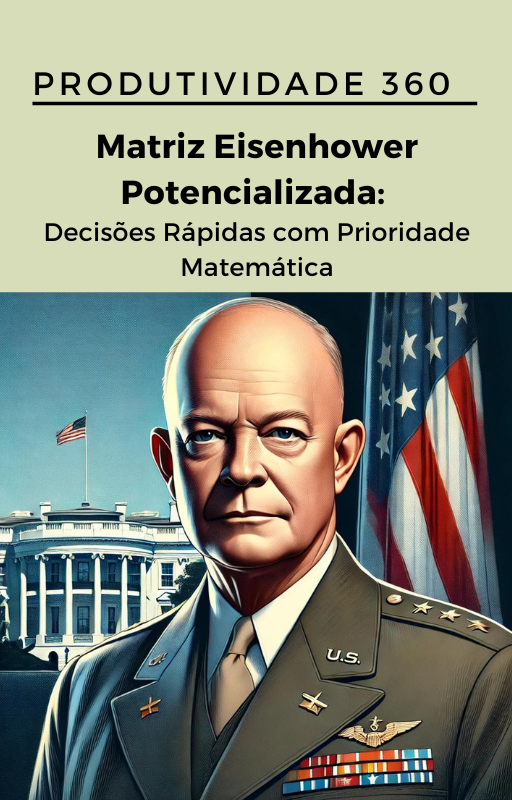 PRODUTIVIDADE 360
Matriz Eisenhower
Potencializada:
Decisões Rápidas com Prioridade
Matemática
U.S.